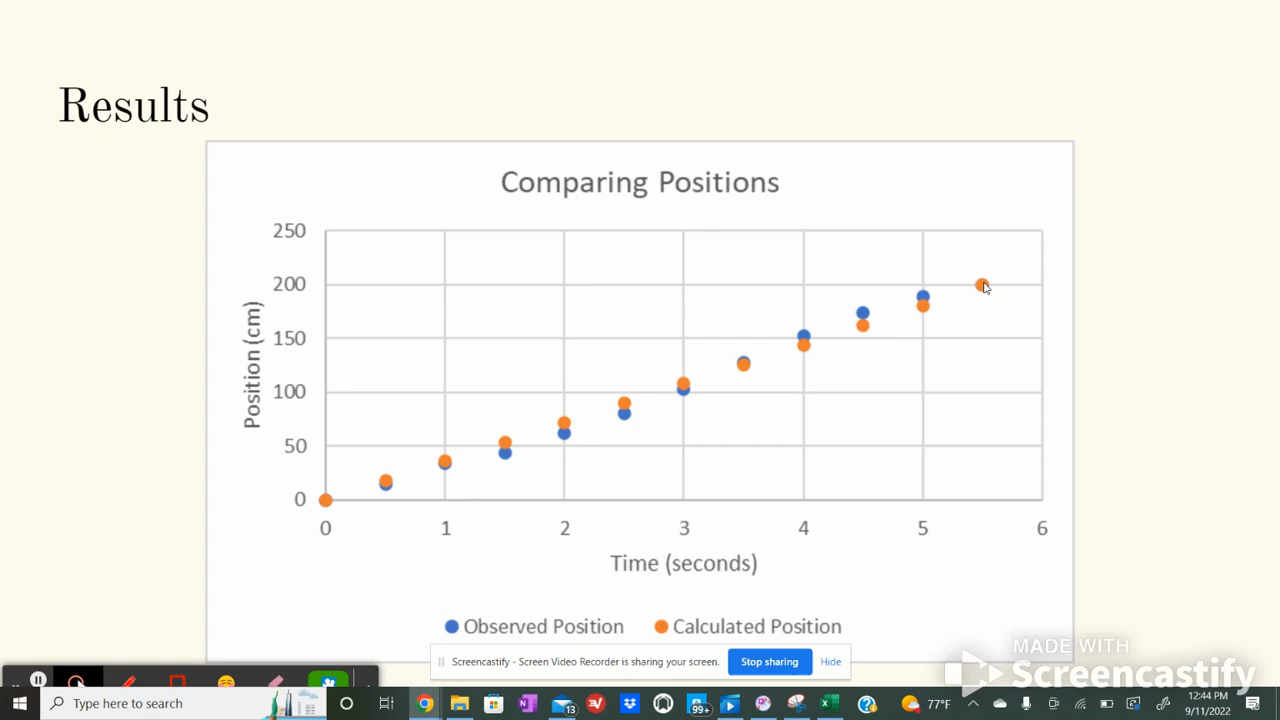 Results
Comparing Positions
250
200
150
100
50
0
Position (cm)
0 1 2 3 4 5 6
Time (seconds)
Observed Position Calculated Position
Screencastify - Screen Video Recorder is sharing your screen. Stop sharing Hide
MADE WITH
Screencastify
Type here to search
13
99+
77°F
12:44 PM
9/11/2022